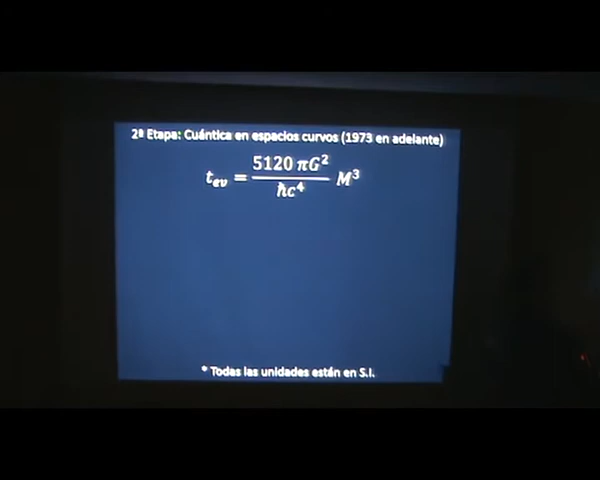 2ª Etapa: Cuántica en espacios curvos (1973 en adelante)
t_ev = 5120 πG² / ħc⁴ M³
* Todas las unidades están en S.I.